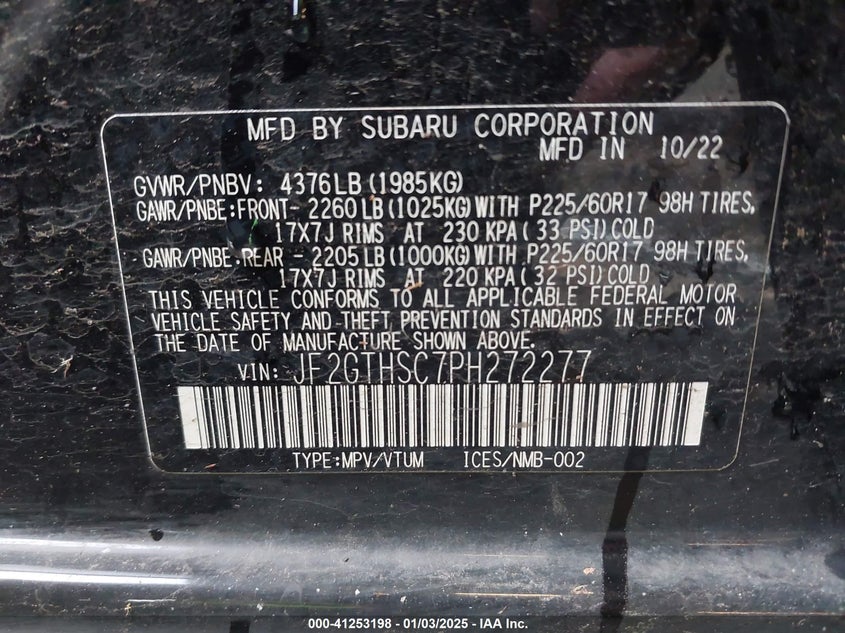 MFD BY SUBARU CORPORATION
MFD IN 10/22
GVWR/PNBV: 4376LB(1985KG)
GAWR/PNBE:FRONT- 2260LB(1025KG)WITH P225/60R17 98H TIRES,
17X7J RIMS AT 230 KPA(33 PSI)COLD
GAWR/PNBE.REAR - 2205LB(1000KG)WITH P225/60R17 98H TIRES,
17X7J RIMS AT 220 KPA(32 PSI)COLD
THIS VEHICLE CONFORMS TO ALL APPLICABLE FEDERAL MOTOR
VEHICLE SAFETY AND THEFT PREVENTION STANDARDS IN EFFECT ON
THE DATE OF MANUFACTURE SHOWN ABOVE.
VIN: JF2GTHSC7PH272277
TYPE:MPV/VTUM ICES/NMB-002
000-41253198 - 01/03/2025 - IAA Inc.